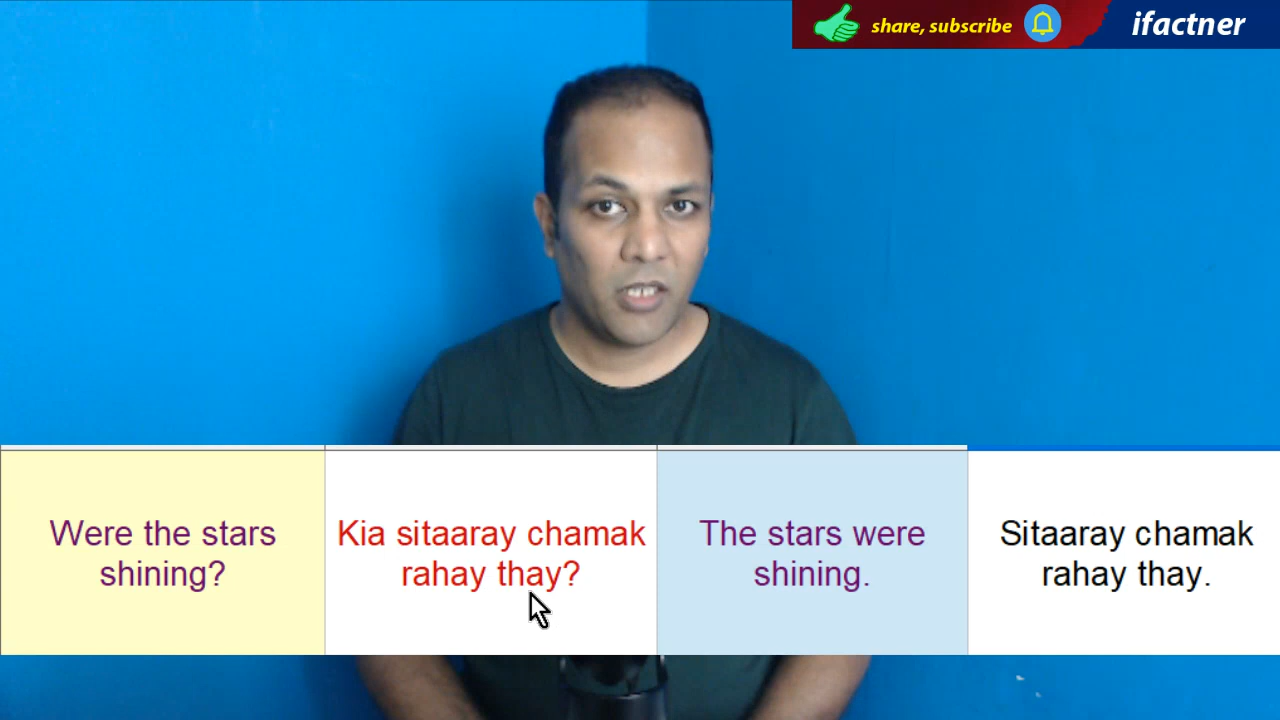 share, subscribe
ifactner
Were the stars
shining?
Kia sitaaray chamak
rahay thay?
The stars were
shining.
Sitaaray chamak
rahay thay.